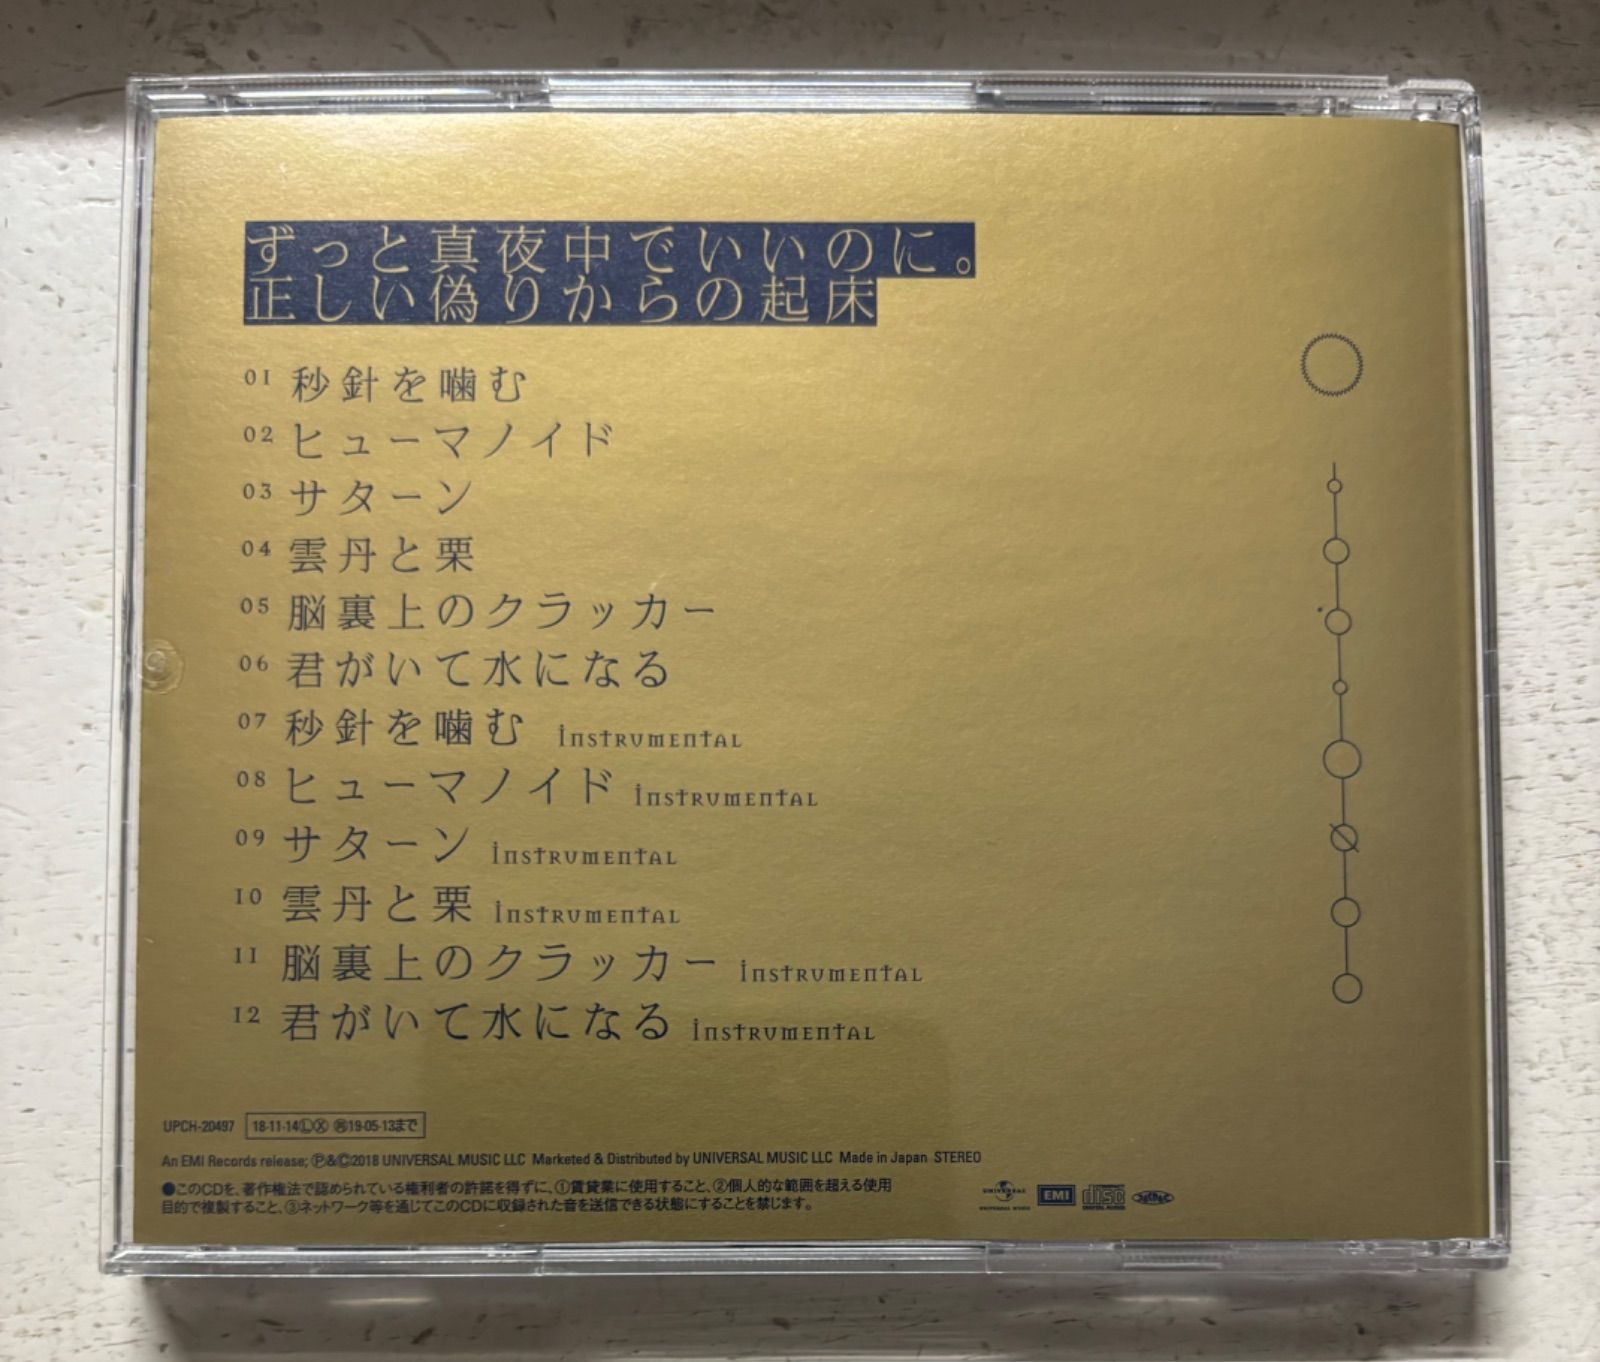 ずっと真夜中でいいのに。
正しい偽りからの起床
01 秒針を噛む
02 ヒューマノイド
03 サターン
04 雲丹と栗
05 脳裏上のクラッカー
06 君がいて水になる
07 秒針を噛む INSTRUMENTAL
08 ヒューマノイド INSTRUMENTAL
09 サターン INSTRUMENTAL
10 雲丹と栗 INSTRUMENTAL
11 脳裏上のクラッカー INSTRUMENTAL
12 君がいて水になる INSTRUMENTAL
UPCH-20497 18・11・14ⓁⓍ ㊢19・05・13まで
An EMI Records release; Ⓟ&Ⓒ2018 UNIVERSAL MUSIC LLC Marketed & Distributed by UNIVERSAL MUSIC LLC Made in Japan STEREO
●このCDを、著作権法で認められている権利者の許諾を得ずに、①賃貸業に使用すること、②個人的な範囲を超える使用
目的で複製すること、③ネットワーク等を通じてこのCDに収録された音を送信できる状態にすることを禁じます。
UNIVERSAL
UNIVERSAL MUSIC
EMI
disc
DIGITAL AUDIO